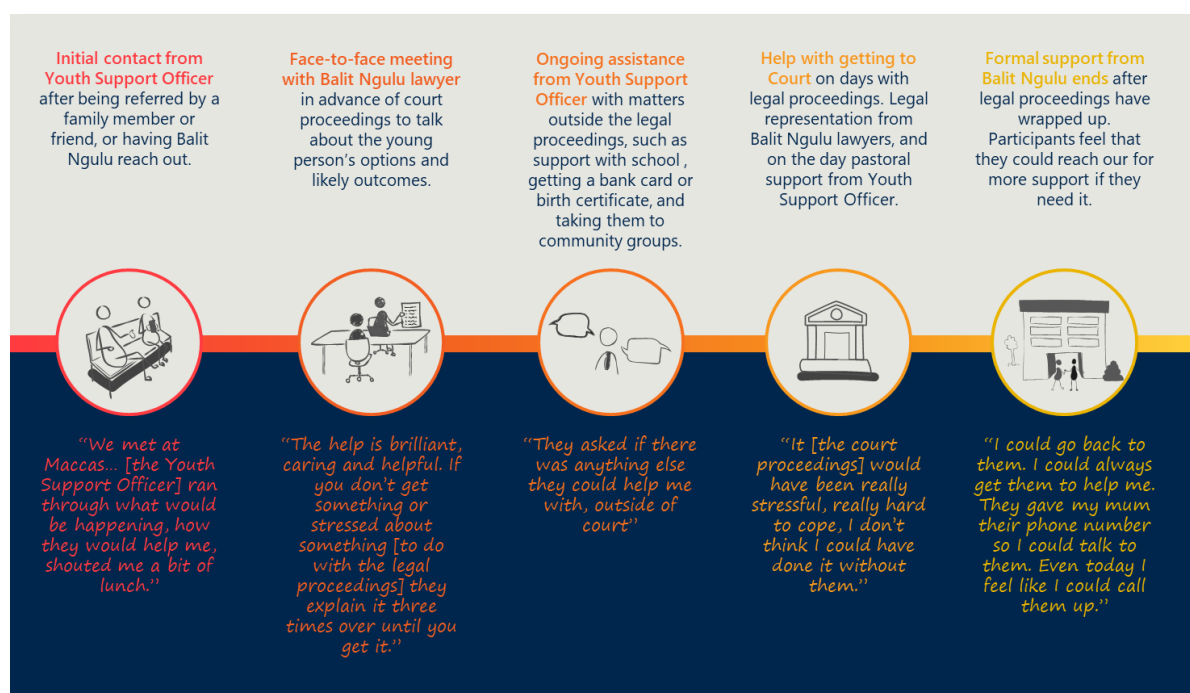 Initial contact from
Youth Support Officer
after being referred by a
family member or
friend, or having Balit
Ngulu reach out.
Face-to-face meeting
with Balit Ngulu lawyer
in advance of court
proceedings to talk
about the young
person's options and
likely outcomes.
Ongoing assistance
from Youth Support
Officer with matters
outside the legal
proceedings, such as
support with school ,
getting a bank card or
birth certificate, and
taking them to
community groups.
Help with getting to
Court on days with
legal proceedings. Legal
representation from
Balit Ngulu lawyers, and
on the day pastoral
support from Youth
Support Officer.
Formal support from
Balit Ngulu ends after
legal proceedings have
wrapped up.
Participants feel that
they could reach our for
more support if they
need it.
“We met at
Maccas... [the Youth
Support Officer] ran
through what would
be happening, how
they would help me,
shouted me a bit of
lunch.”
“The help is brilliant,
caring and helpful. If
you don’t get
something or
stressed about
something [to do
with the legal
proceedings] they
explain it three
times over until you
get it.”
“They asked if there
was anything else
they could help me
with, outside of
court”
“It [the court
proceedings] would
have been really
stressful, really hard
to cope, I don’t
think I could have
done it without
them.”
“I could go back to
them. I could always
get them to help me.
They gave my mum
their phone number
so I could talk to
them. Even today I
feel like I could call
them up.”